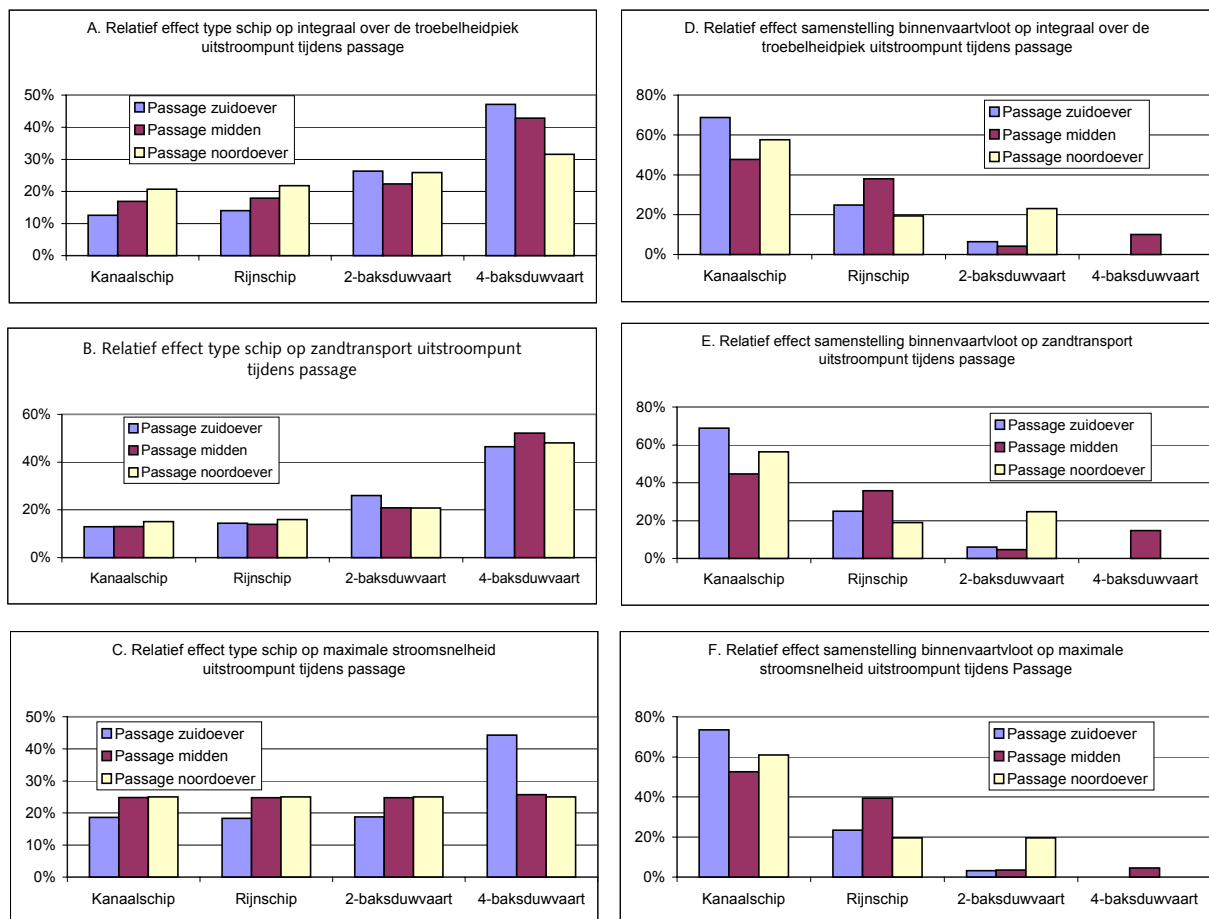 A. Relatief effect type schip op integraal over de troebelheidpiek
uitstroompunt tijdens passage
50%
40%
30%
20%
10%
0%
Passage zuidoever
Passage midden
Passage noordoever
Kanaalschip Rijnschip 2-baksduwvaart 4-baksduwvaart
B. Relatief effect type schip op zandtransport uitstroompunt
tijdens passage
60%
40%
20%
0%
Passage zuidoever
Passage midden
Passage noordoever
Kanaalschip Rijnschip 2-baksduwvaart 4-baksduwvaart
C. Relatief effect type schip op maximale stroomsnelheid
uitstroompunt tijdens passage
50%
40%
30%
20%
10%
0%
Passage zuidoever
Passage midden
Passage noordoever
Kanaalschip Rijnschip 2-baksduwvaart 4-baksduwvaart
D. Relatief effect samenstelling binnenvaartvloot op integraal over de
troebelheidpiek uitstroompunt tijdens passage
80%
60%
40%
20%
0%
Passage zuidoever
Passage midden
Passage noordoever
Kanaalschip Rijnschip 2-baksduwvaart 4-baksduwvaart
E. Relatief effect samenstelling binnenvaartvloot op zandtransport
uitstroompunt tijdens passage
80%
60%
40%
20%
0%
Passage zuidoever
Passage midden
Passage noordoever
Kanaalschip Rijnschip 2-baksduwvaart 4-baksduwvaart
F. Relatief effect samenstelling binnenvaartvloot op maximale
stroomsnelheid uitstroompunt tijdens Passage
80%
60%
40%
20%
0%
Passage zuidoever
Passage midden
Passage noordoever
Kanaalschip Rijnschip 2-baksduwvaart 4-baksduwvaart